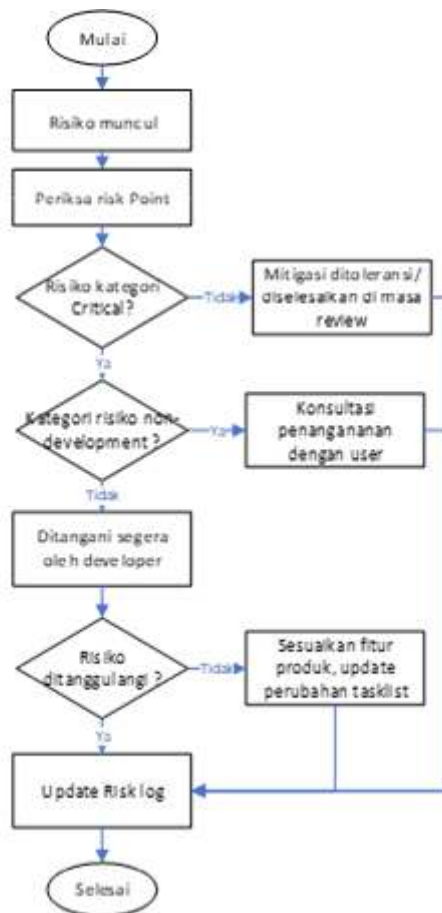 Mulai
Risiko muncul
Periksa risk Point
Risiko kategori
Critical?
Tidak
Mitigasi ditoleransi/
diselesaikan di masa
review
Ya
Kategori risiko non-
development ?
Ya
Konsultasi
penangananan
dengan user
Tidak
Ditangani segera
oleh developer
Risiko
ditanggulangi ?
Tidak
Sesuaikan fitur
produk, update
perubahan tasklist
Ya
Update Risk log
Selesai